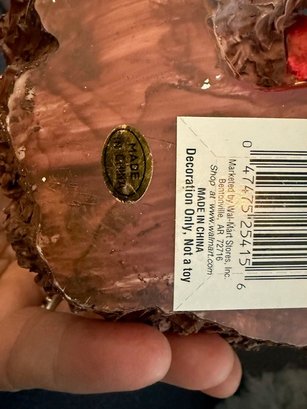 MADE
IN CHINA
0 47475 25415 6
Marketed by Wal-Mart Stores, Inc.
Bentonville, AR 72716
Shop at: www.walmart.com
MADE IN CHINA
Decoration Only, Not a toy